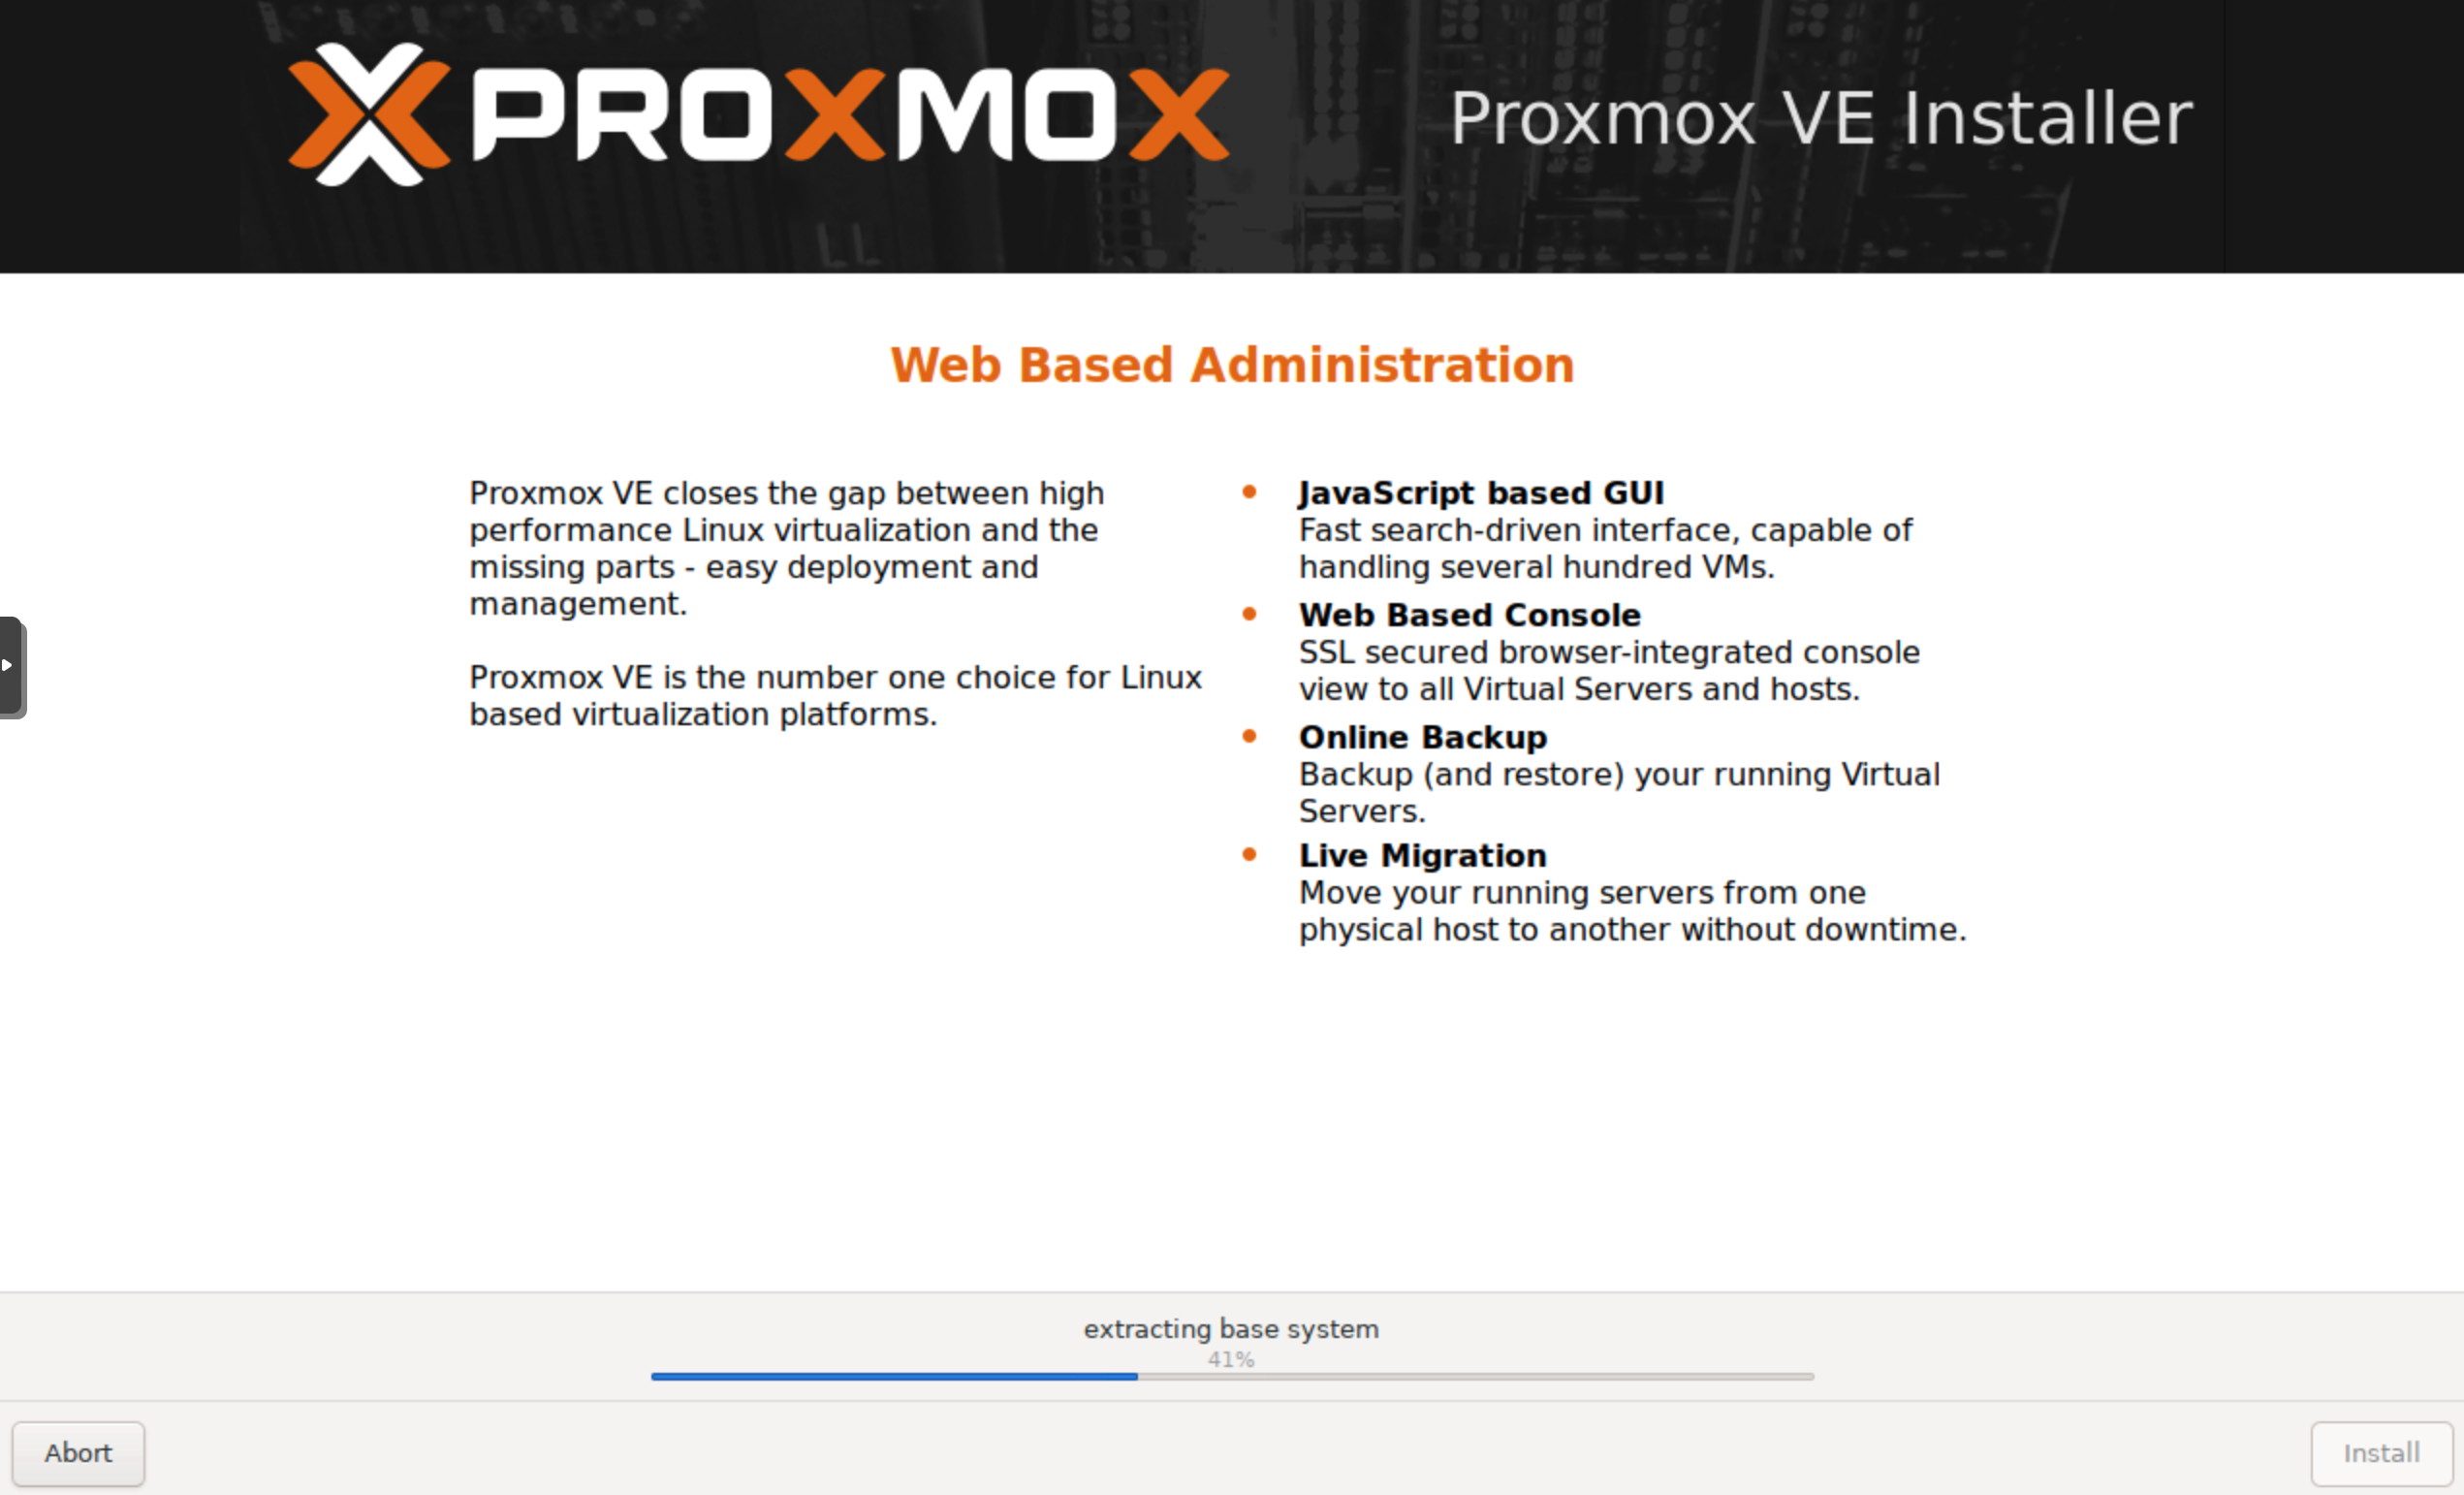 PROXMOX
Proxmox VE Installer
Web Based Administration
Proxmox VE closes the gap between high
performance Linux virtualization and the
missing parts - easy deployment and
management.
Proxmox VE is the number one choice for Linux
based virtualization platforms.
JavaScript based GUI
Fast search-driven interface, capable of
handling several hundred VMs.
Web Based Console
SSL secured browser-integrated console
view to all Virtual Servers and hosts.
Online Backup
Backup (and restore) your running Virtual
Servers.
Live Migration
Move your running servers from one
physical host to another without downtime.
extracting base system
41%
Abort
Install